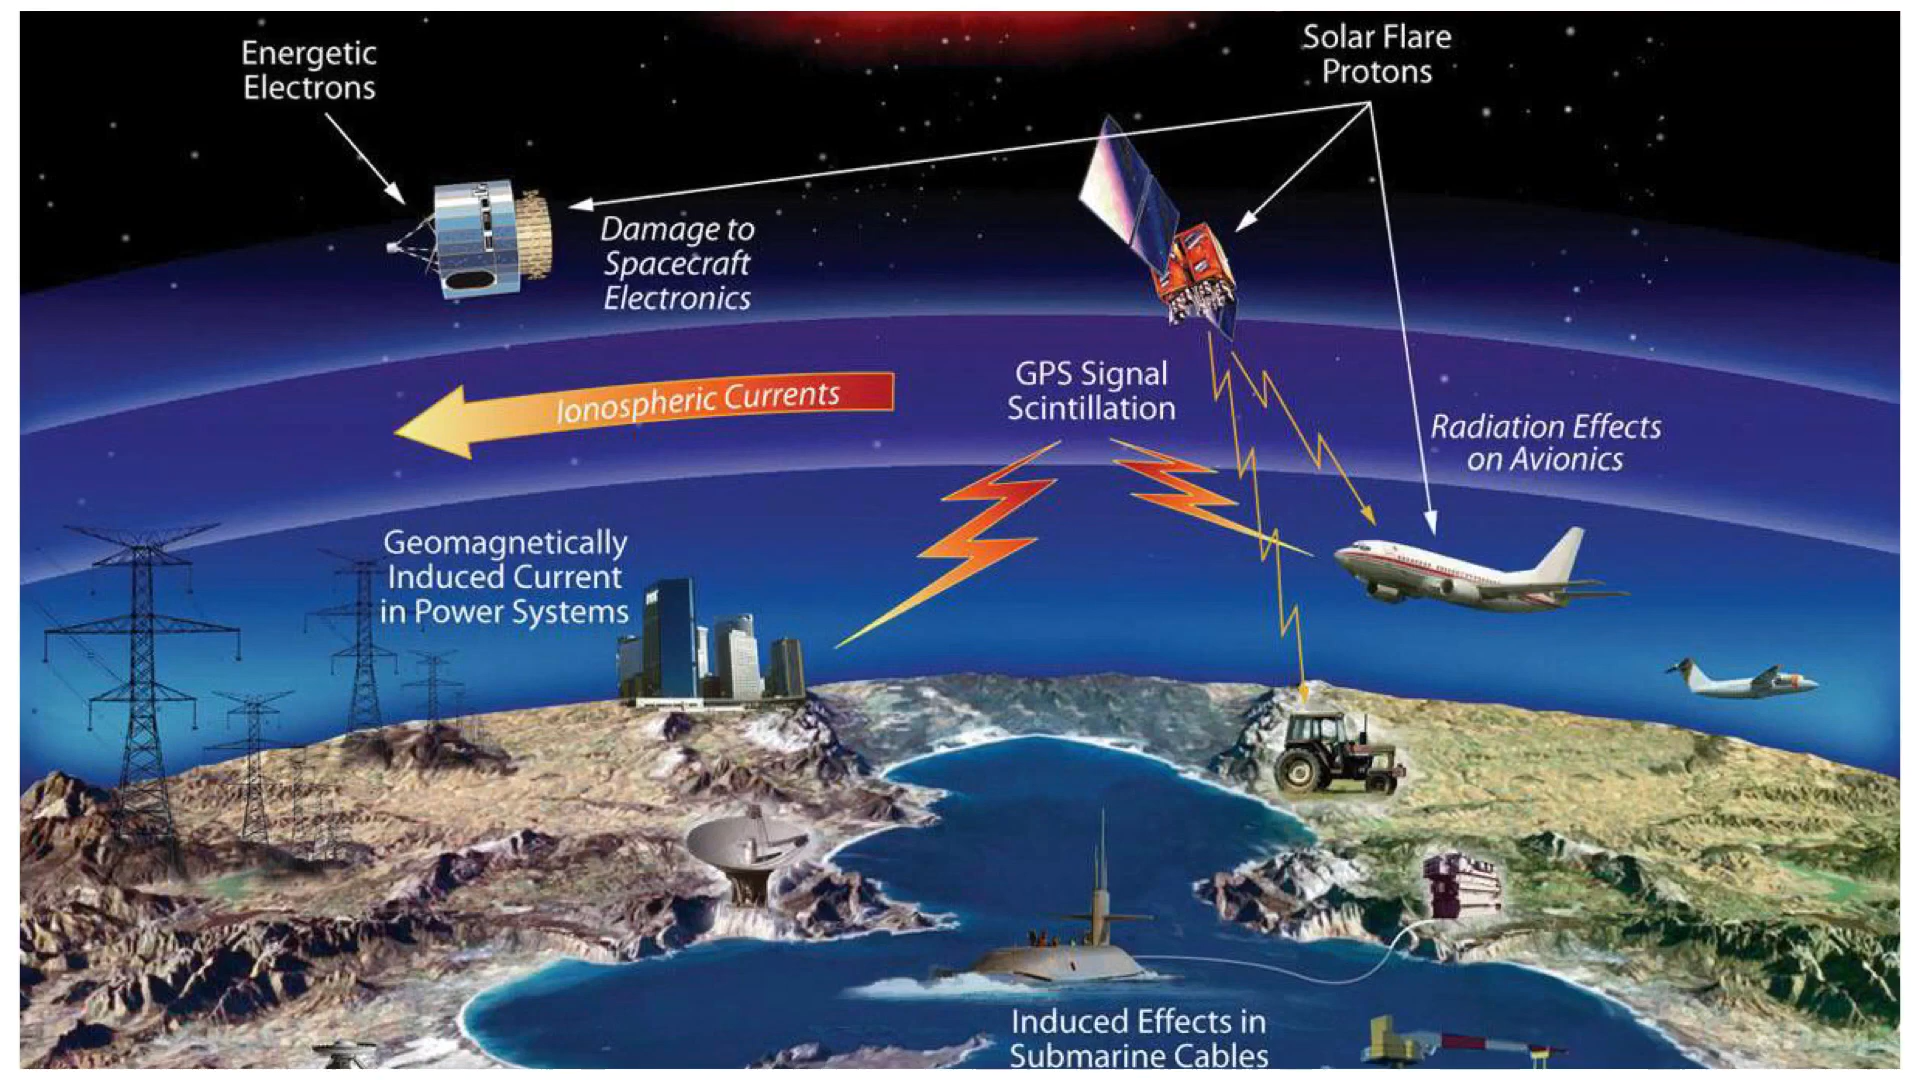 Energetic
Electrons
Solar Flare
Protons
Damage to
Spacecraft
Electronics
Ionospheric Currents
GPS Signal
Scintillation
Radiation Effects
on Avionics
Geomagnetically
Induced Current
in Power Systems
Induced Effects in
Submarine Cables